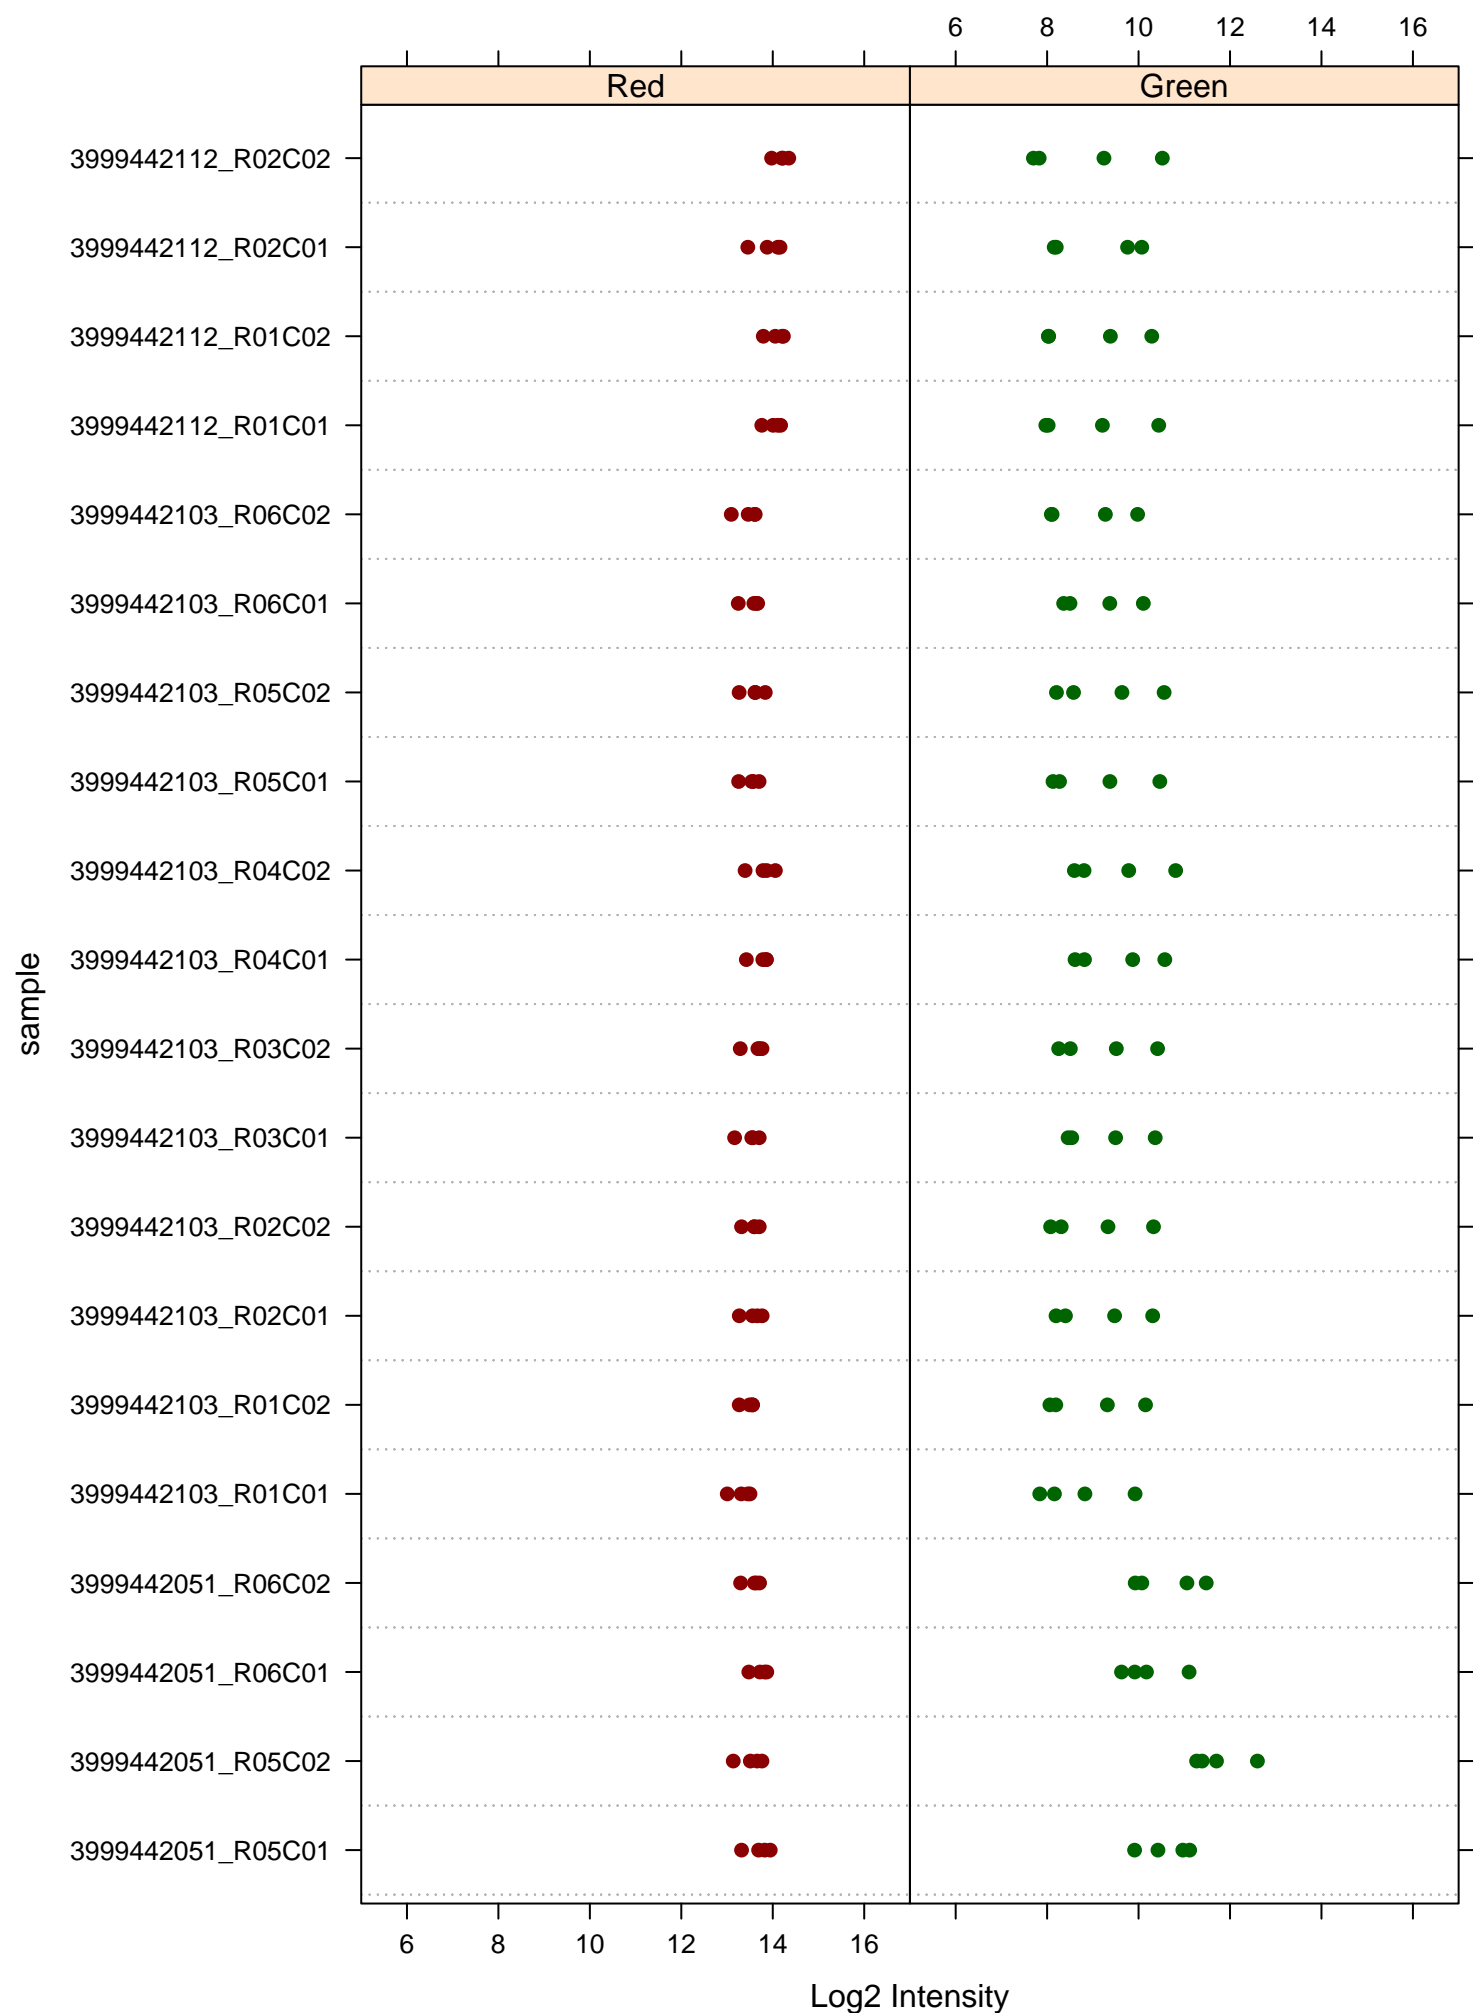 6 8 10 12 14 16
Red Green
3999442112_R02C02
3999442112_R02C01
3999442112_R01C02
3999442112_R01C01
3999442103_R06C02
3999442103_R06C01
3999442103_R05C02
3999442103_R05C01
3999442103_R04C02
3999442103_R04C01
3999442103_R03C02
3999442103_R03C01
3999442103_R02C02
3999442103_R02C01
3999442103_R01C02
3999442103_R01C01
3999442051_R06C02
3999442051_R06C01
3999442051_R05C02
3999442051_R05C01
sample
6 8 10 12 14 16
Log2 Intensity